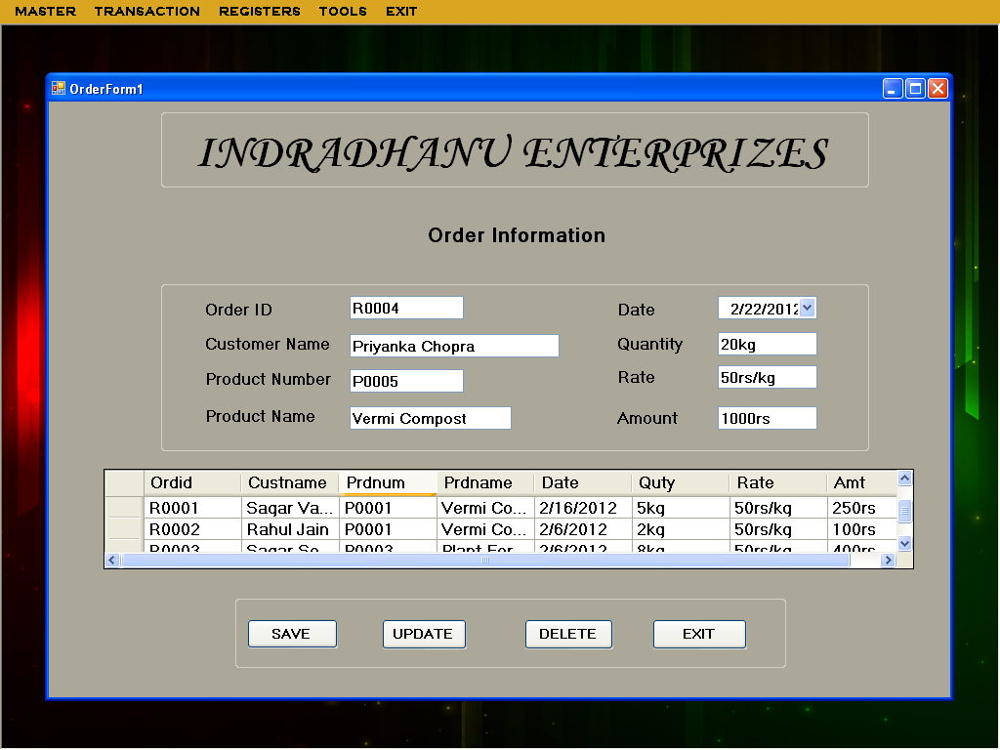 MASTER TRANSACTION REGISTERS TOOLS EXIT
OrderForm1
INDRADHANU ENTERPRIZES
Order Information
Order ID R0004 Date 2/22/2012
Customer Name Priyanka Chopra Quantity 20kg
Product Number P0005 Rate 50rs/kg
Product Name Vermi Compost Amount 1000rs
Ordid Custname Prdnum Prdname Date Quty Rate Amt
R0001 Sagar Va... P0001 Vermi Co... 2/16/2012 5kg 50rs/kg 250rs
R0002 Rahul Jain P0001 Vermi Co... 2/6/2012 2kg 50rs/kg 100rs
R0003 Sagar So... P0003 Plant For... 2/6/2012 8kg 50rs/kg 400rs
SAVE UPDATE DELETE EXIT